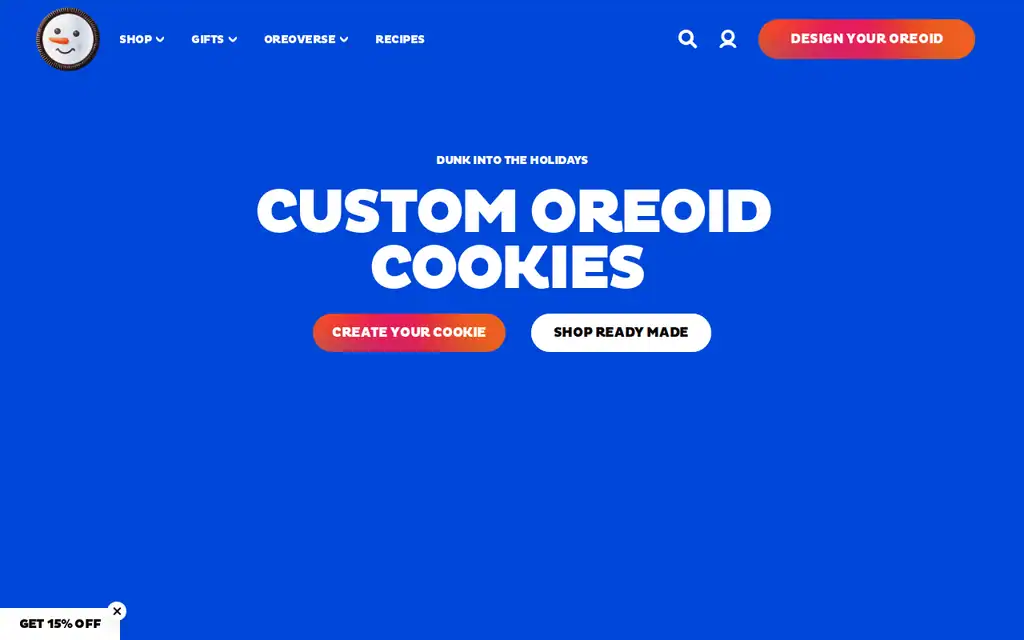 SHOP
GIFTS
OREOVERSE
RECIPES
DESIGN YOUR OREOID
DUNK INTO THE HOLIDAYS
CUSTOM OREOID
COOKIES
CREATE YOUR COOKIE
SHOP READY MADE
GET 15% OFF